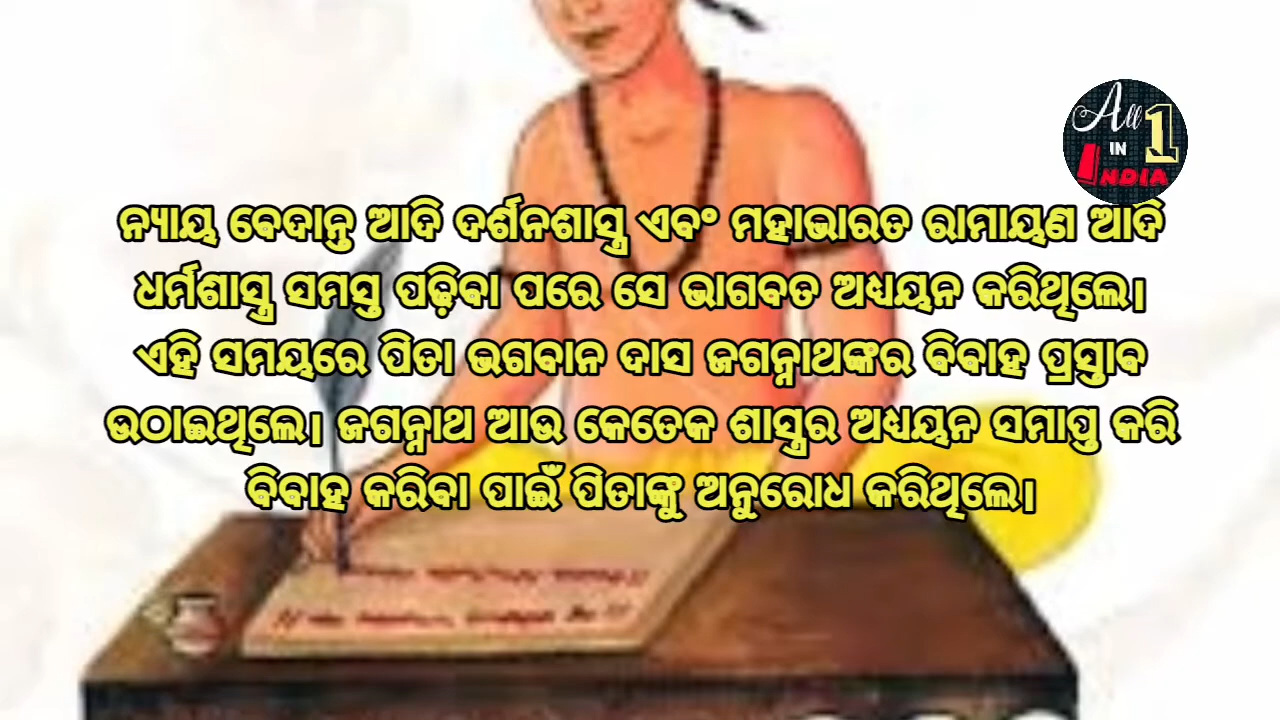 All 1
IN
INDIA
ନ୍ୟାୟ ବେଦାନ୍ତ ଆଦି ଦର୍ଶନଶାସ୍ତ୍ର ଏବଂ ମହାଭାରତ ରାମାୟଣ ଆଦି
ଧର୍ମଶାସ୍ତ୍ର ସମସ୍ତ ପଢ଼ିବା ପରେ ସେ ଭାଗବତ ଅଧ୍ୟୟନ କରିଥିଲେ।
ଏହି ସମୟରେ ପିତା ଭଗବାନ ଦାସ ଜଗନ୍ନାଥଙ୍କର ବିବାହ ପ୍ରସ୍ତାବ
ଉଠାଇଥିଲେ। ଜଗନ୍ନାଥ ଆଉ କେତେକ ଶାସ୍ତ୍ରର ଅଧ୍ୟୟନ ସମାପ୍ତ କରି
ବିବାହ କରିବା ପାଇଁ ପିତାଙ୍କୁ ଅନୁରୋଧ କରିଥିଲେ।